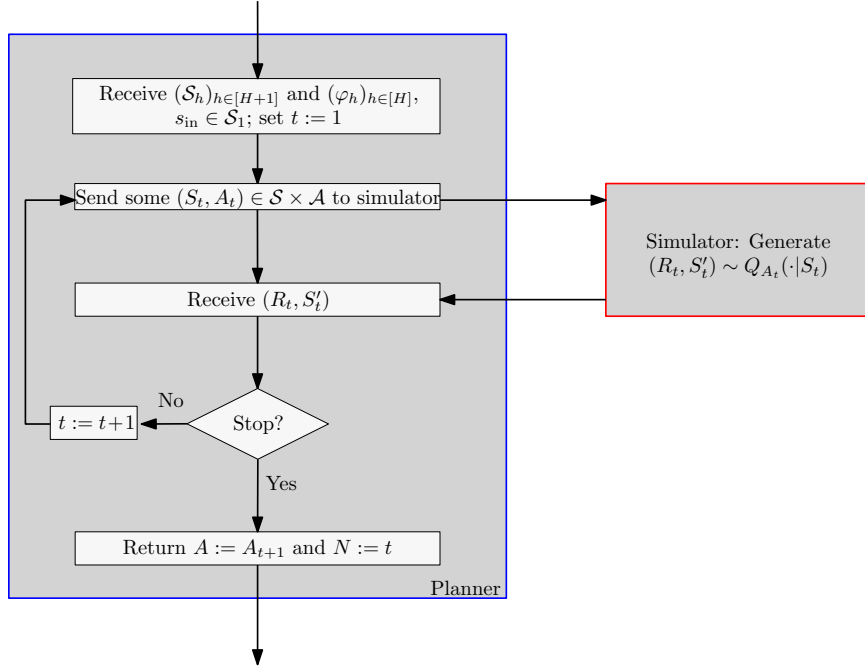 Receive $(\mathcal{S}_h)_{h\in[H+1]}$ and $(\varphi_h)_{h\in[H]}$,
$s_{\text{in}} \in \mathcal{S}_1$; set $t := 1$
Send some $(S_t, A_t) \in \mathcal{S} \times \mathcal{A}$ to simulator
Simulator: Generate
$(R_t, S_t') \sim Q_{A_t}(\cdot|S_t)$
Receive $(R_t, S_t')$
No
$t := t+1$
Stop?
Yes
Return $A := A_{t+1}$ and $N := t$
Planner